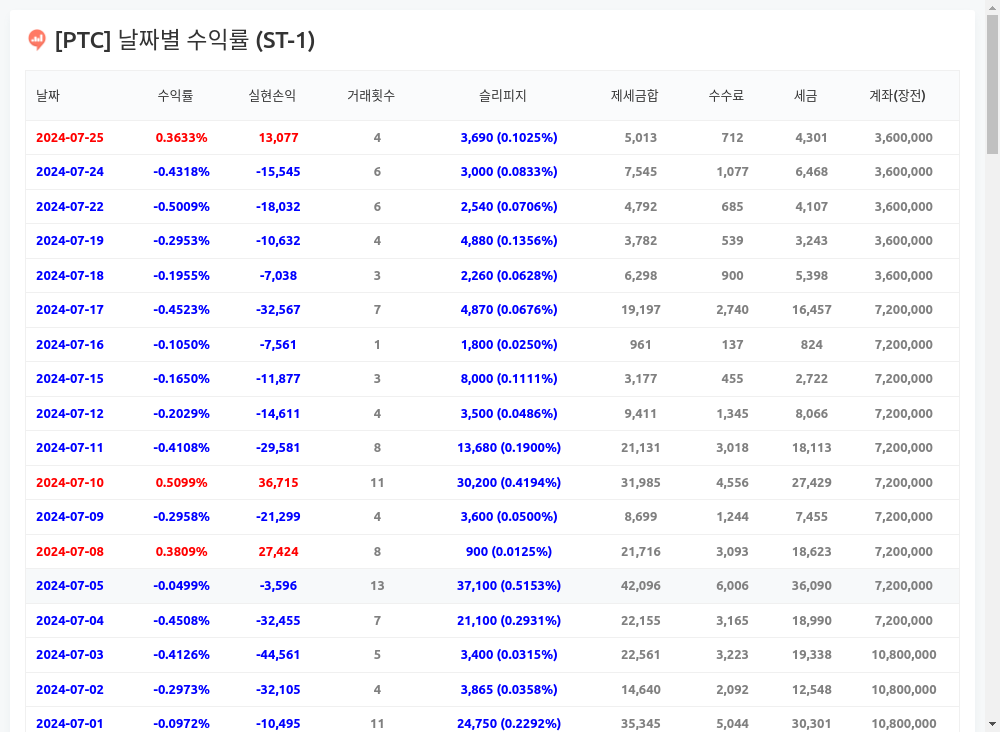 [PTC] 날짜별 수익률 (ST-1)
날짜 수익률 실현손익 거래횟수 슬리피지 제세금합 수수료 세금 계좌(장전)
2024-07-25 0.3633% 13,077 4 3,690 (0.1025%) 5,013 712 4,301 3,600,000
2024-07-24 -0.4318% -15,545 6 3,000 (0.0833%) 7,545 1,077 6,468 3,600,000
2024-07-22 -0.5009% -18,032 6 2,540 (0.0706%) 4,792 685 4,107 3,600,000
2024-07-19 -0.2953% -10,632 4 4,880 (0.1356%) 3,782 539 3,243 3,600,000
2024-07-18 -0.1955% -7,038 3 2,260 (0.0628%) 6,298 900 5,398 3,600,000
2024-07-17 -0.4523% -32,567 7 4,870 (0.0676%) 19,197 2,740 16,457 7,200,000
2024-07-16 -0.1050% -7,561 1 1,800 (0.0250%) 961 137 824 7,200,000
2024-07-15 -0.1650% -11,877 3 8,000 (0.1111%) 3,177 455 2,722 7,200,000
2024-07-12 -0.2029% -14,611 4 3,500 (0.0486%) 9,411 1,345 8,066 7,200,000
2024-07-11 -0.4108% -29,581 8 13,680 (0.1900%) 21,131 3,018 18,113 7,200,000
2024-07-10 0.5099% 36,715 11 30,200 (0.4194%) 31,985 4,556 27,429 7,200,000
2024-07-09 -0.2958% -21,299 4 3,600 (0.0500%) 8,699 1,244 7,455 7,200,000
2024-07-08 0.3809% 27,424 8 900 (0.0125%) 21,716 3,093 18,623 7,200,000
2024-07-05 -0.0499% -3,596 13 37,100 (0.5153%) 42,096 6,006 36,090 7,200,000
2024-07-04 -0.4508% -32,455 7 21,100 (0.2931%) 22,155 3,165 18,990 7,200,000
2024-07-03 -0.4126% -44,561 5 3,400 (0.0315%) 22,561 3,223 19,338 10,800,000
2024-07-02 -0.2973% -32,105 4 3,865 (0.0358%) 14,640 2,092 12,548 10,800,000
2024-07-01 -0.0972% -10,495 11 24,750 (0.2292%) 35,345 5,044 30,301 10,800,000